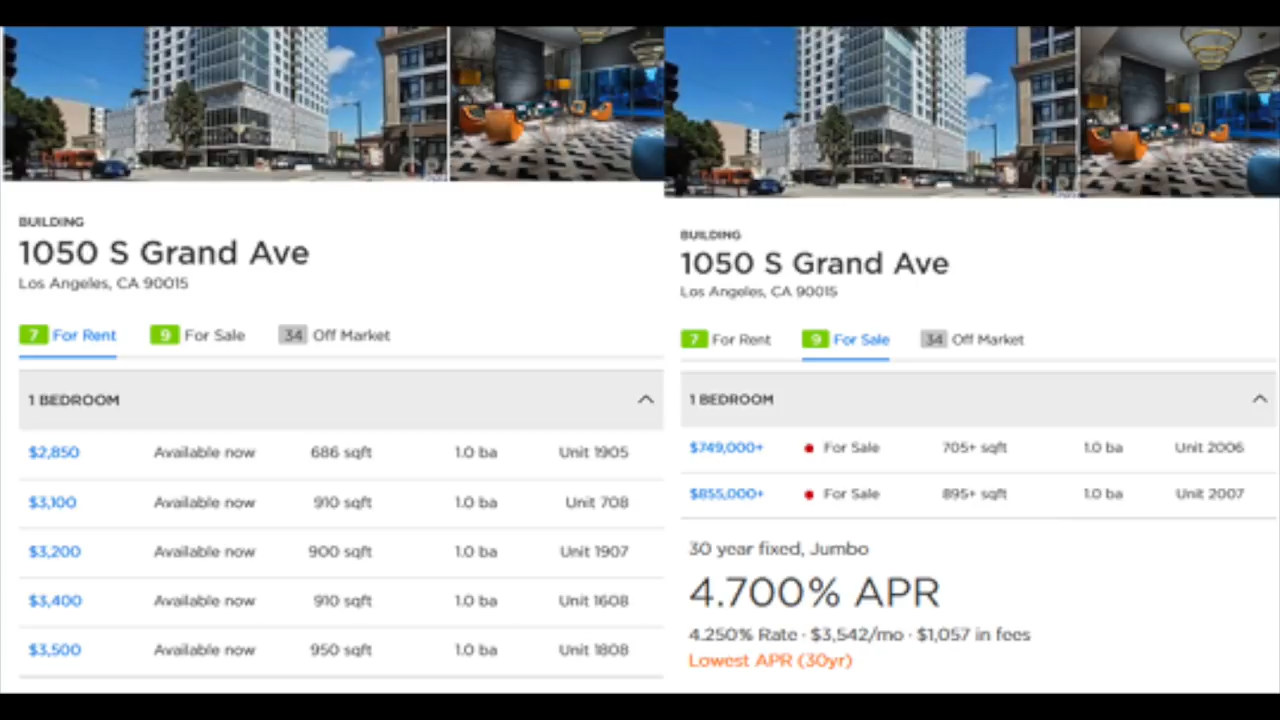 BUILDING
1050 S Grand Ave
Los Angeles, CA 90015
7 For Rent 9 For Sale 34 Off Market
1 BEDROOM
$2,850 Available now 686 sqft 1.0 ba Unit 1905
$3,100 Available now 910 sqft 1.0 ba Unit 708
$3,200 Available now 900 sqft 1.0 ba Unit 1907
$3,400 Available now 910 sqft 1.0 ba Unit 1608
$3,500 Available now 950 sqft 1.0 ba Unit 1808
BUILDING
1050 S Grand Ave
Los Angeles, CA 90015
7 For Rent 9 For Sale 34 Off Market
1 BEDROOM
$749,000+ For Sale 705+ sqft 1.0 ba Unit 2006
$855,000+ For Sale 895+ sqft 1.0 ba Unit 2007
30 year fixed, Jumbo
4.700% APR
4.250% Rate · $3,542/mo · $1,057 in fees
Lowest APR (30yr)